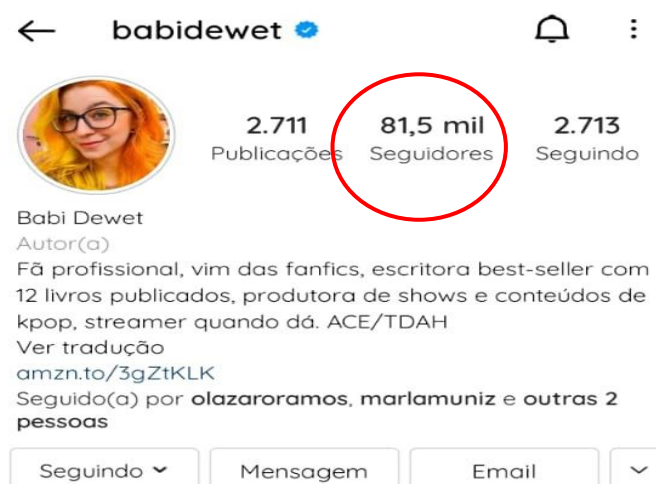 babidewet
2.711 81,5 mil 2.713
Publicações Seguidores Seguindo
Babi Dewet
Autor(a)
Fã profissional, vim das fanfics, escritora best-seller com
12 livros publicados, produtora de shows e conteúdos de
kpop, streamer quando dá. ACE/TDAH
Ver tradução
amzn.to/3gZtKLK
Seguido(a) por olazaroramos, marlamuniz e outras 2
pessoas
Seguindo Mensagem Email